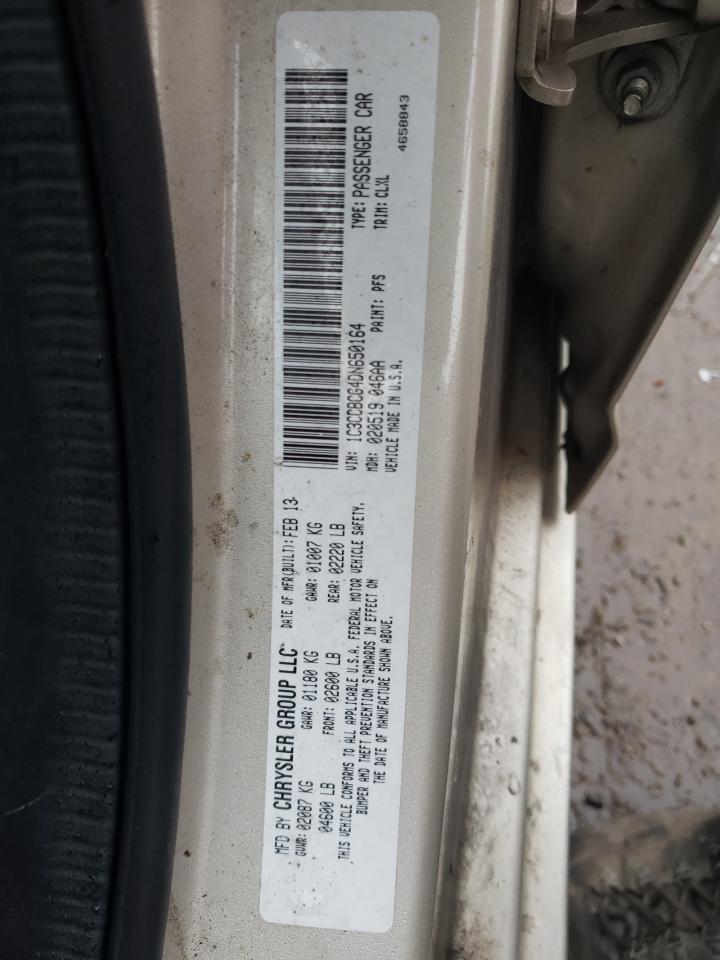 MFD BY CHRYSLER GROUP LLC DATE OF MFR(BUILT): FEB 13
GVWR: 02087 KG GAWR: 01180 KG GAWR: 01007 KG
04600 LB FRONT: 02600 LB REAR: 02220 LB
THIS VEHICLE CONFORMS TO ALL APPLICABLE U.S.A. FEDERAL MOTOR VEHICLE SAFETY,
BUMPER AND THEFT PREVENTION STANDARDS IN EFFECT ON
THE DATE OF MANUFACTURE SHOWN ABOVE.
VIN: 1C3CCBCG4DN650164 TYPE: PASSENGER CAR
MDH: 020519 046AA PAINT: PFS TRIM: CLXL
VEHICLE MADE IN U.S.A. 4658843